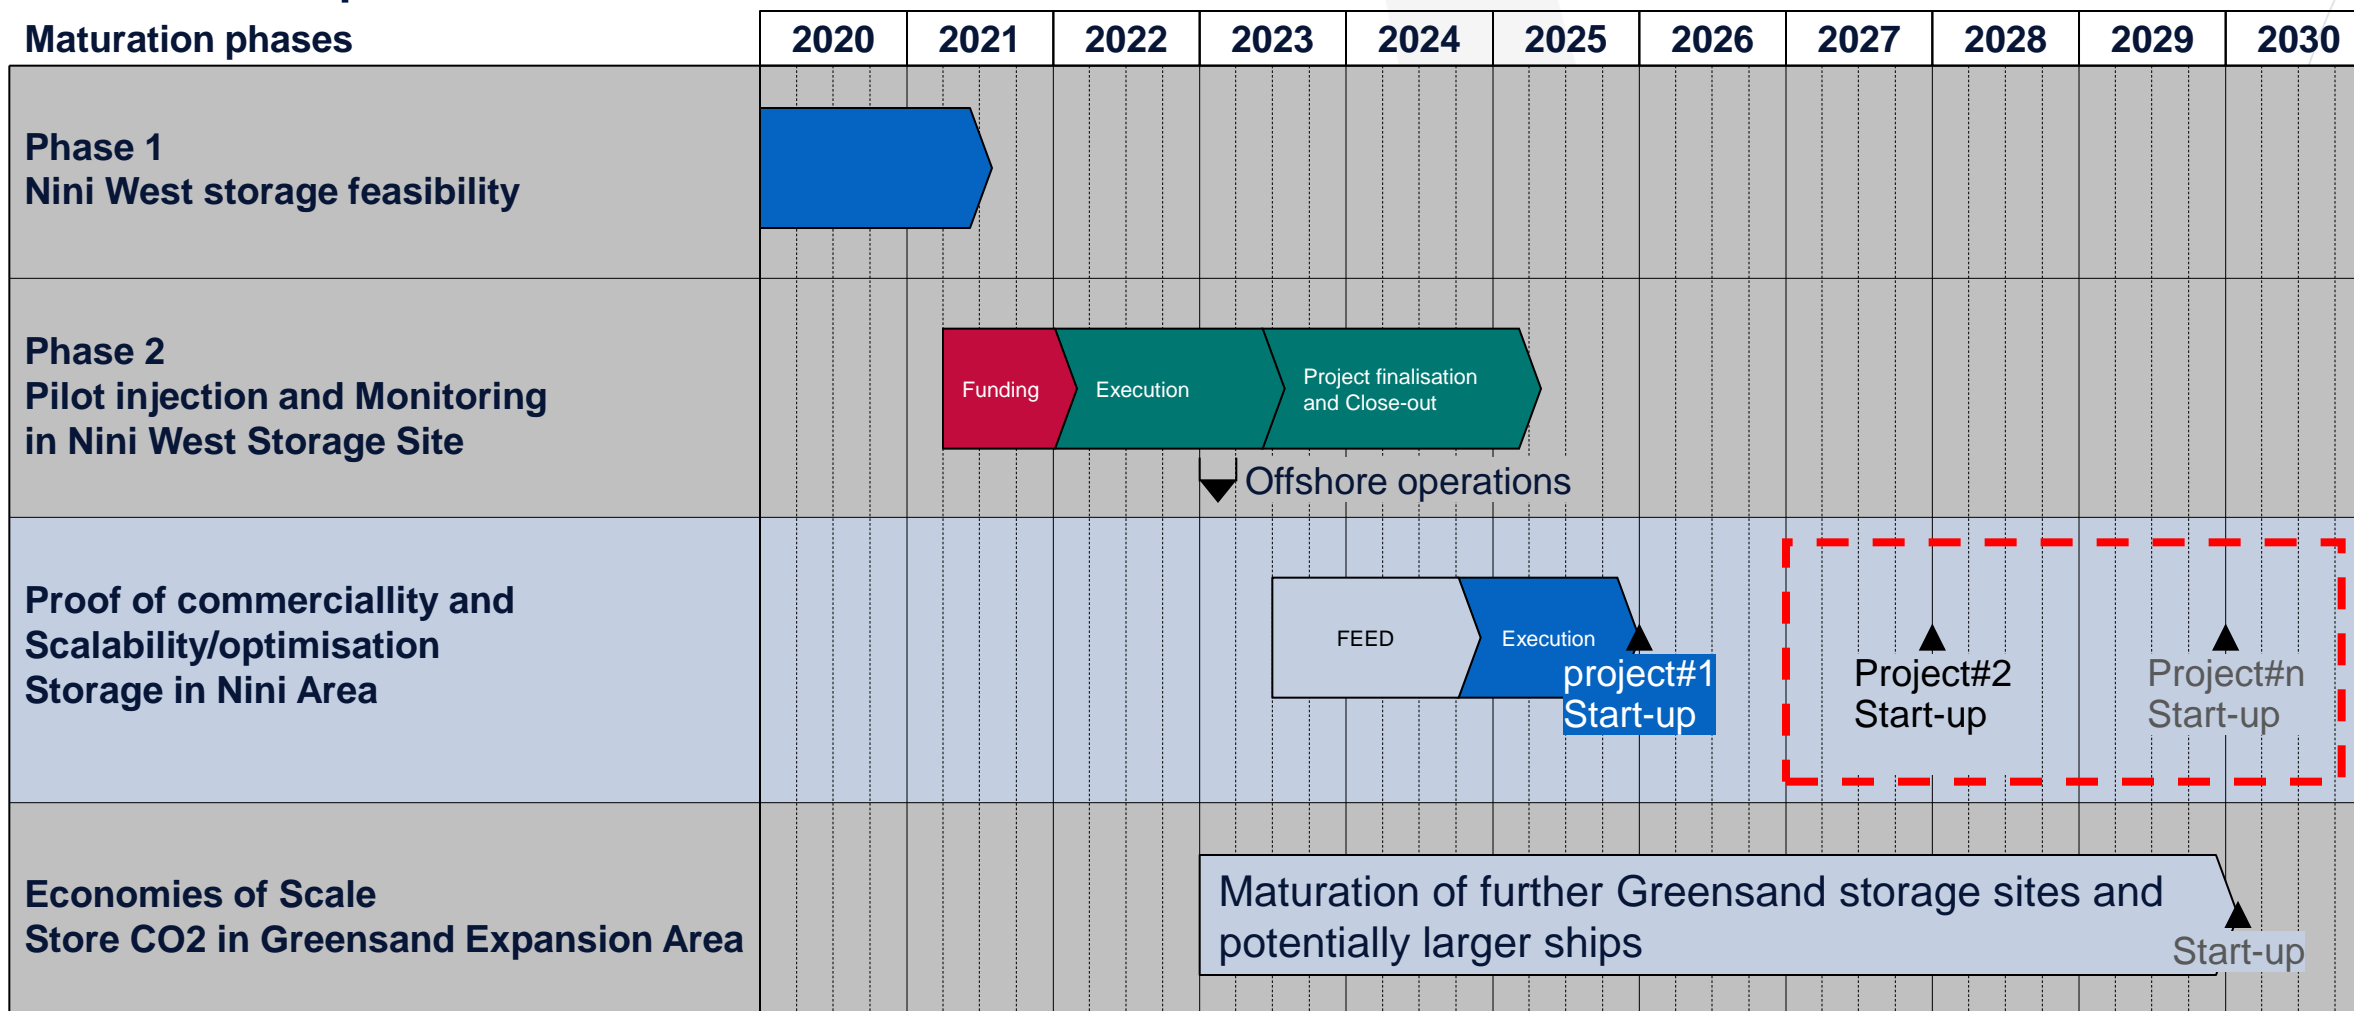 Maturation phases
2020 2021 2022 2023 2024 2025 2026 2027 2028 2029 2030
Phase 1
Nini West storage feasibility
Phase 2
Pilot injection and Monitoring
in Nini West Storage Site
Funding
Execution
Project finalisation
and Close-out
Offshore operations
Proof of commerciallity and
Scalability/optimisation
Storage in Nini Area
FEED
Execution
project#1
Start-up
Project#2
Start-up
Project#n
Start-up
Economies of Scale
Store CO2 in Greensand Expansion Area
Maturation of further Greensand storage sites and
potentially larger ships
Start-up